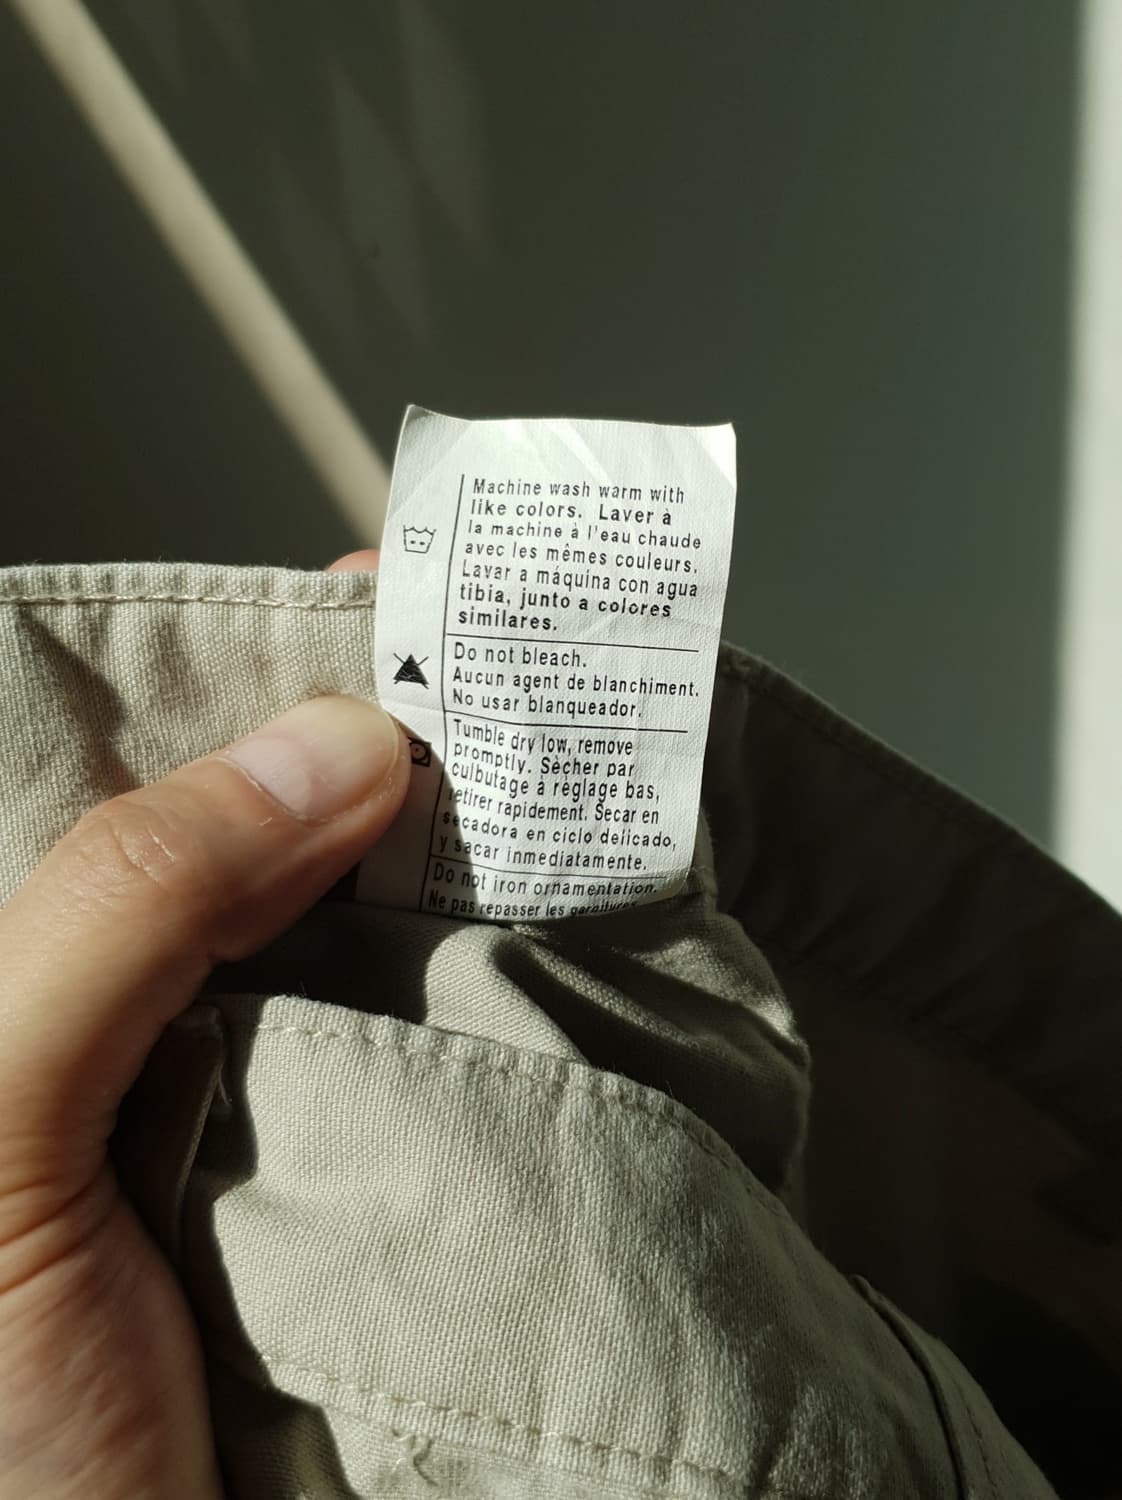 Machine wash warm with
like colors. Laver à
la machine à l'eau chaude
avec les mêmes couleurs.
Lavar a máquina con agua
tibia, junto a colores
similares.
Do not bleach.
Aucun agent de blanchiment.
No usar blanqueador.
Tumble dry low, remove
promptly. Sècher par
culbutage à règlage bas,
retirer rapidement. Secar en
secadora en ciclo delicado,
y sacar inmediatamente.
Do not iron ornamentation.
Ne pas repasser les garnitures